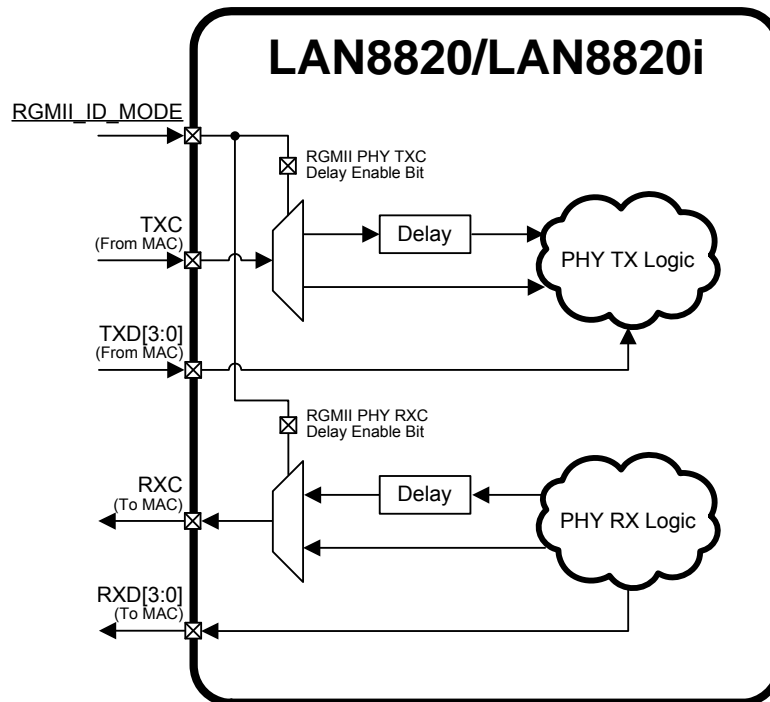 LAN8820/LAN8820i
RGMII_ID_MODE
RGMII PHY TXC
Delay Enable Bit
TXC
(From MAC)
Delay
PHY TX Logic
TXD[3:0]
(From MAC)
RGMII PHY RXC
Delay Enable Bit
RXC
(To MAC)
Delay
PHY RX Logic
RXD[3:0]
(To MAC)